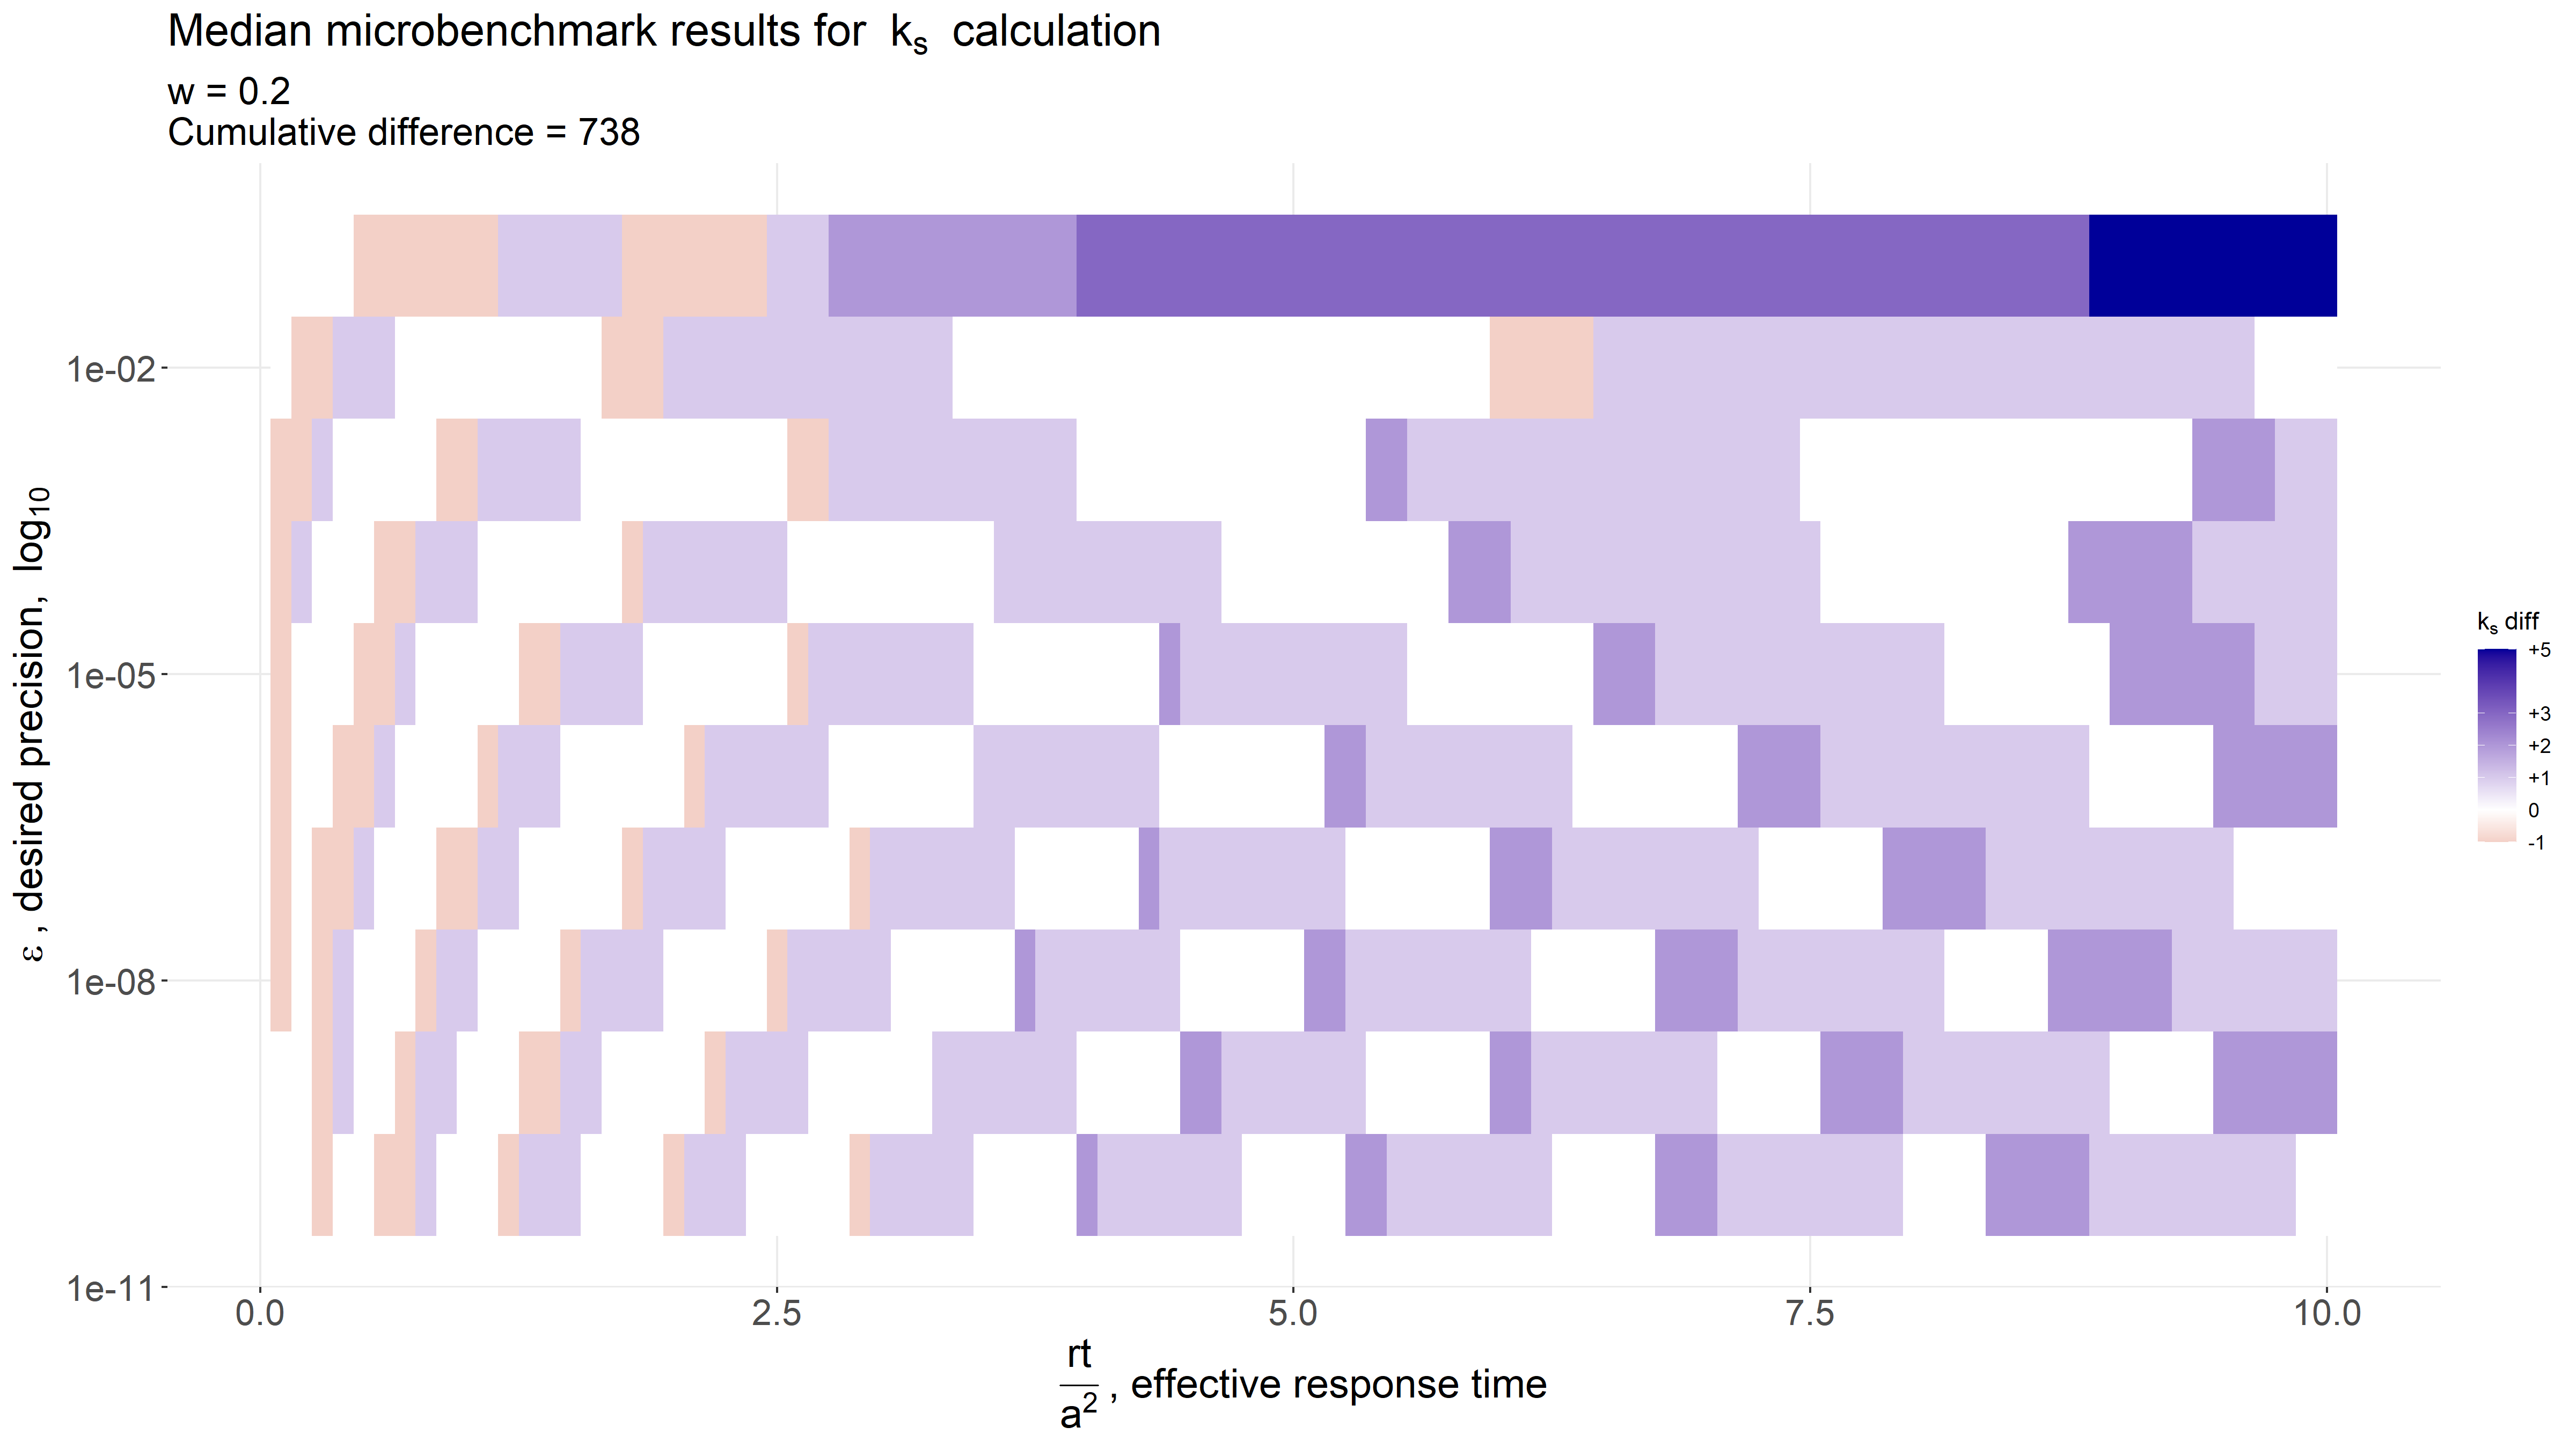 Median microbenchmark results for kₛ calculation
w = 0.2
Cumulative difference = 738
ε , desired precision, log₁₀
1e-02
1e-05
1e-08
1e-11
0.0 2.5 5.0 7.5 10.0
rt
a² , effective response time
kₛ diff
+5
+3
+2
+1
0
-1